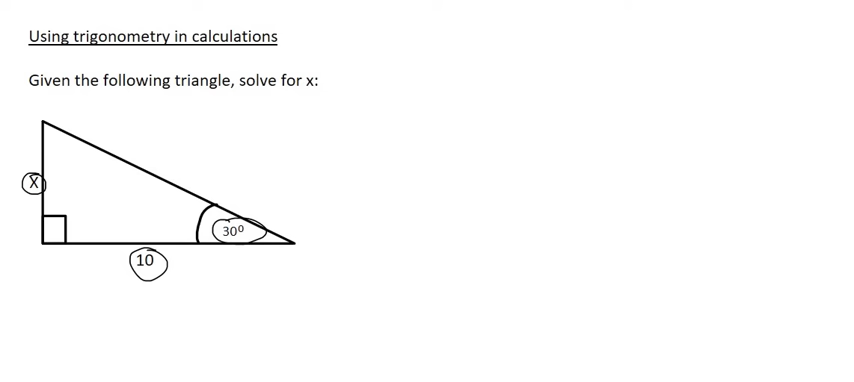 Using trigonometry in calculations
Given the following triangle, solve for x:
X
30⁰
10